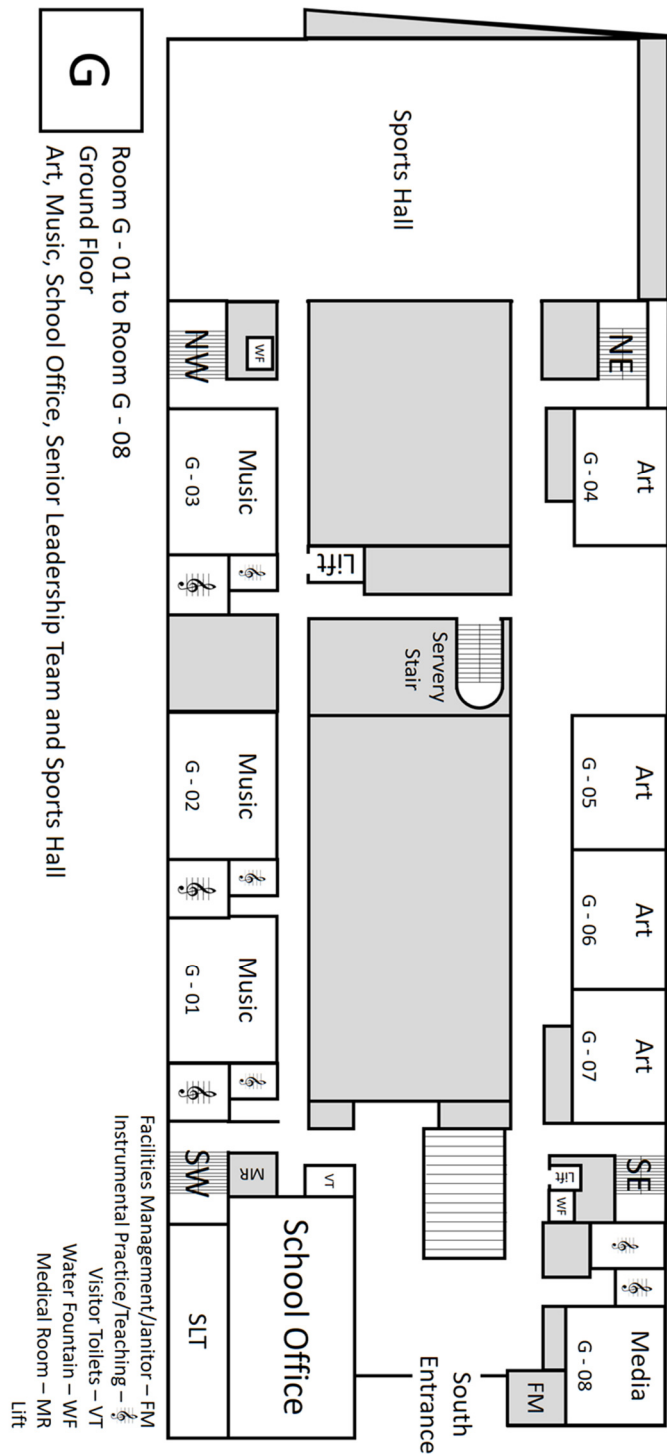 G
Room G - 01 to Room G - 08
Ground Floor
Art, Music, School Office, Senior Leadership Team and Sports Hall
Sports Hall
NW
WF
NE
Music
G - 03
Art
G - 04
Lift
Servery
Stair
Music
G - 02
Art
G - 05
Art
G - 06
Music
G - 01
Art
G - 07
SW
MR
VT
SE
Lift
WF
School Office
SLT
South
Entrance
Media
G - 08
FM
Facilities Management/Janitor – FM
Instrumental Practice/Teaching –
Visitor Toilets – VT
Water Fountain – WF
Medical Room – MR
Lift